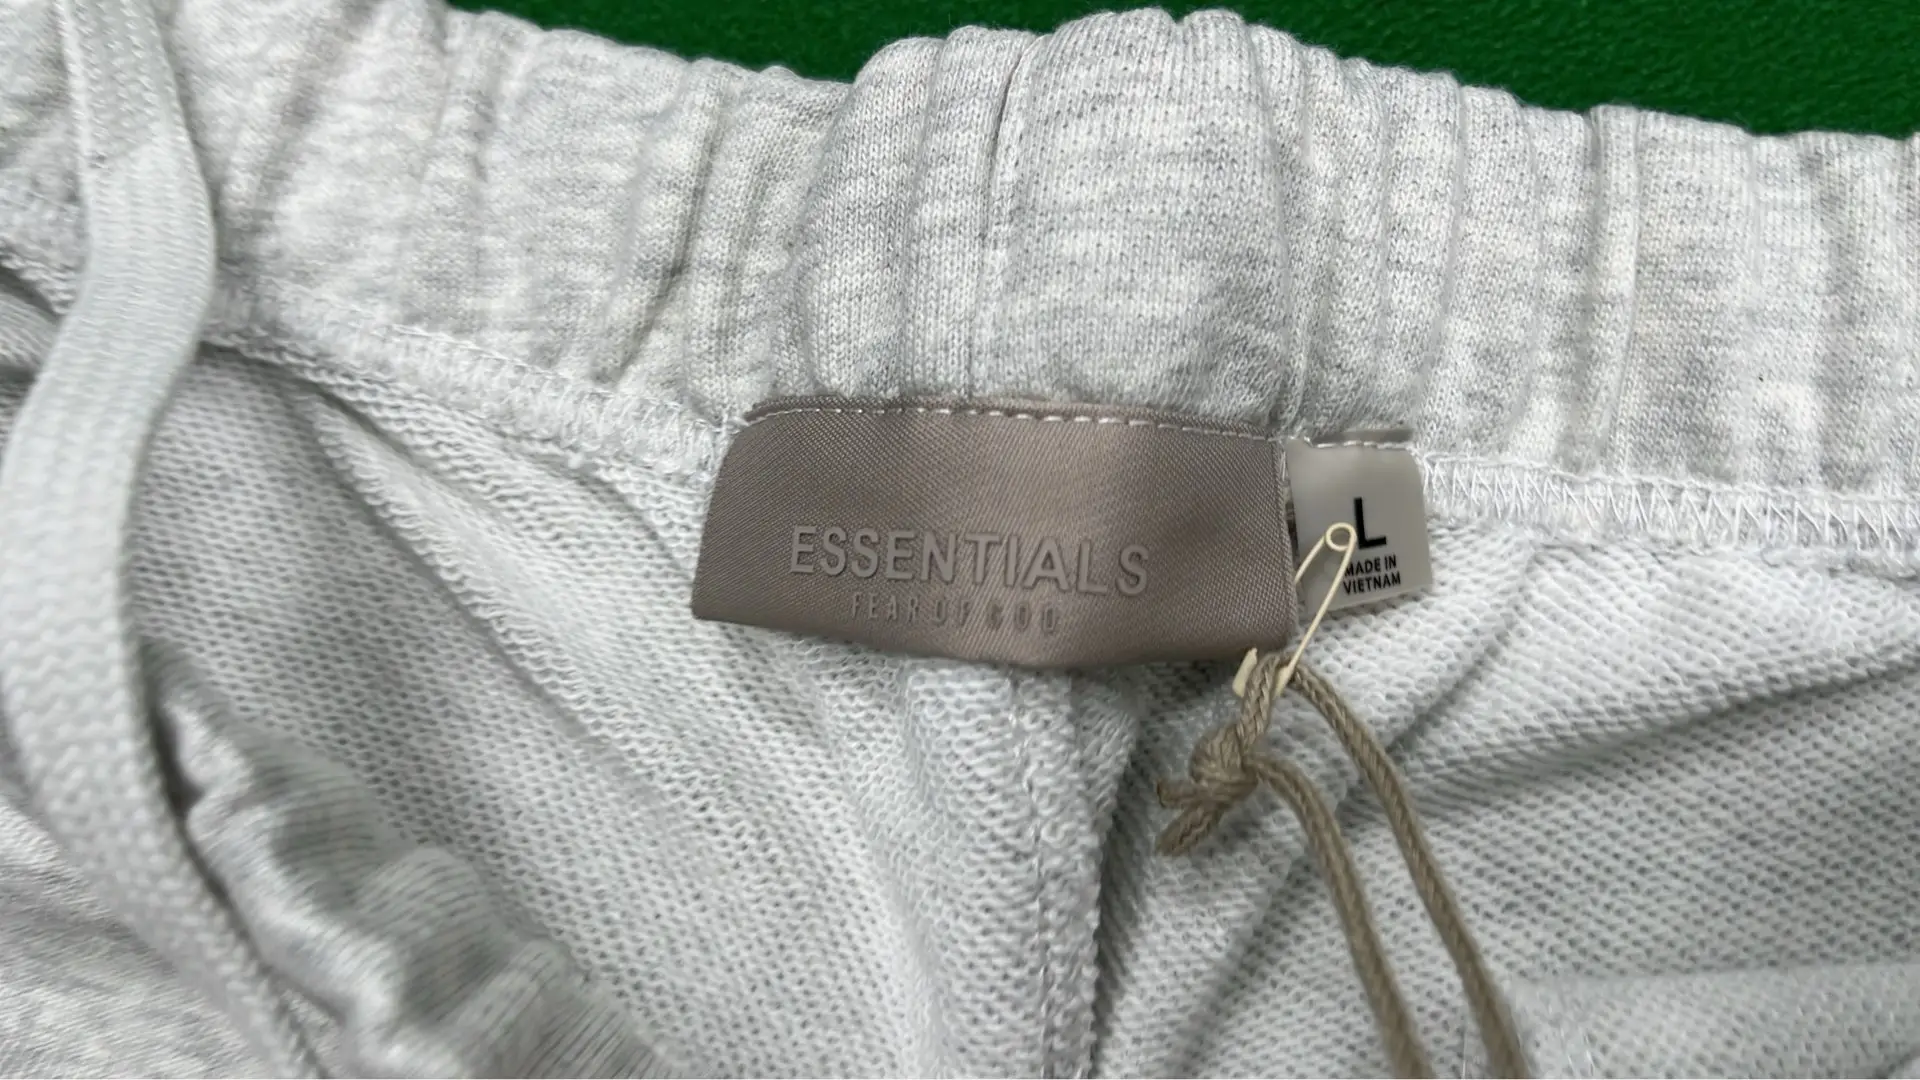 ESSENTIALS
FEAR OF GOD
L
MADE IN
VIETNAM